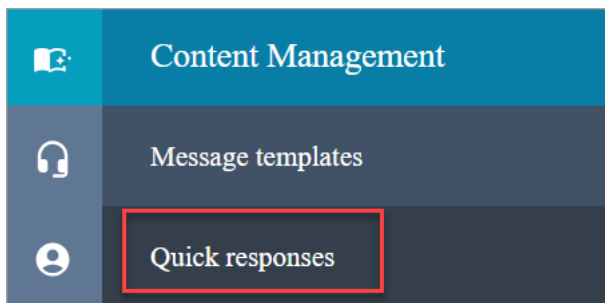 Content Management
Message templates
Quick responses